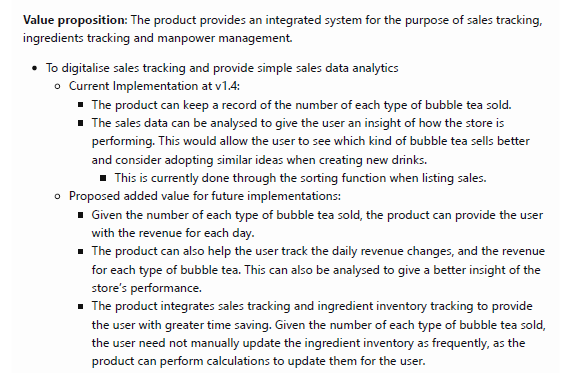 Value proposition: The product provides an integrated system for the purpose of sales tracking,
ingredients tracking and manpower management.
• To digitalise sales tracking and provide simple sales data analytics
◦ Current Implementation at v1.4:
▪ The product can keep a record of the number of each type of bubble tea sold.
▪ The sales data can be analysed to give the user an insight of how the store is
performing. This would allow the user to see which kind of bubble tea sells better
and consider adopting similar ideas when creating new drinks.
▪ This is currently done through the sorting function when listing sales.
◦ Proposed added value for future implementations:
▪ Given the number of each type of bubble tea sold, the product can provide the user
with the revenue for each day.
▪ The product can also help the user track the daily revenue changes, and the revenue
for each type of bubble tea. This can also be analysed to give a better insight of the
store's performance.
▪ The product integrates sales tracking and ingredient inventory tracking to provide
the user with greater time saving. Given the number of each type of bubble tea sold,
the user need not manually update the ingredient inventory as frequently, as the
product can perform calculations to update them for the user.